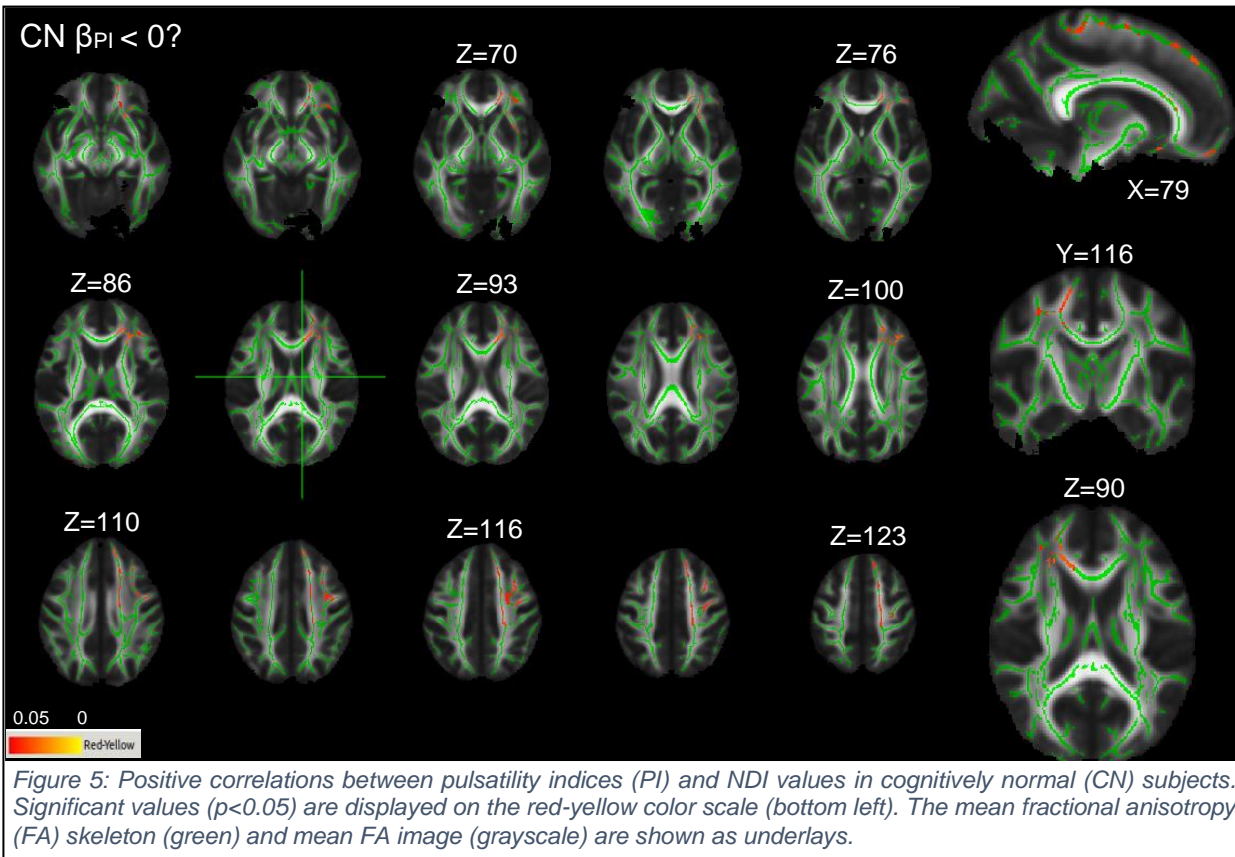 CN βPI < 0?
Z=70
Z=76
X=79
Z=86
Z=93
Z=100
Y=116
Z=110
Z=116
Z=123
Z=90
0.05 0
Red-Yellow
Figure 5: Positive correlations between pulsatility indices (PI) and NDI values in cognitively normal (CN) subjects.
Significant values (p<0.05) are displayed on the red-yellow color scale (bottom left). The mean fractional anisotropy
(FA) skeleton (green) and mean FA image (grayscale) are shown as underlays.